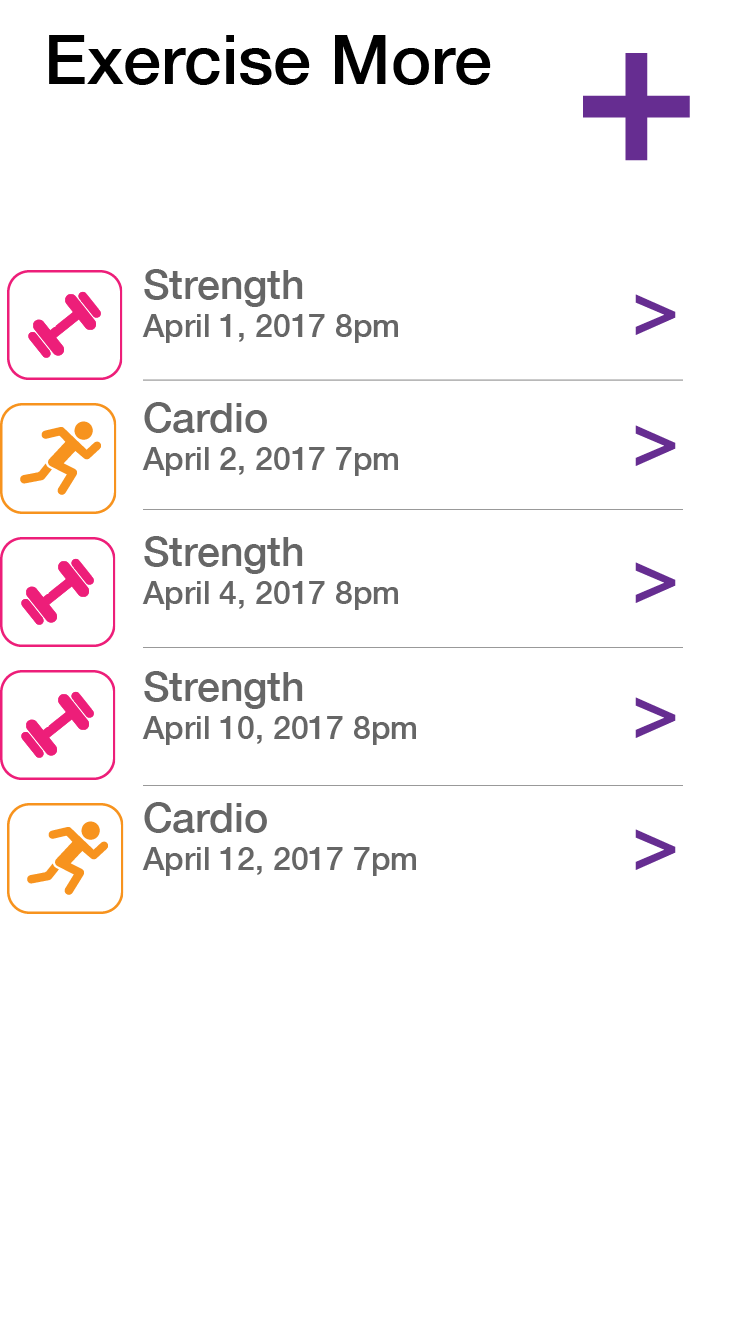 Exercise More
+
Strength
April 1, 2017 8pm
>
Cardio
April 2, 2017 7pm
>
Strength
April 4, 2017 8pm
>
Strength
April 10, 2017 8pm
>
Cardio
April 12, 2017 7pm
>